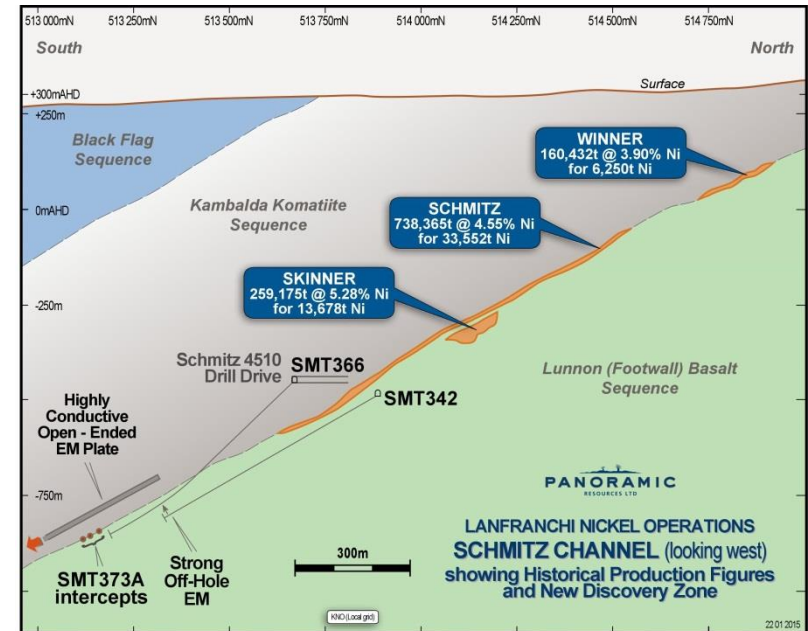 513 000mN 513 250mN 513 500mN 513 750mN 514 000mN 514 250mN 514 500mN 514 750mN
South
North
Surface
+300mAHD
+250m
Black Flag
Sequence
WINNER
160,432t @ 3.90% Ni
for 6,250t Ni
0mAHD
Kambalda Komatiite
Sequence
SCHMITZ
738,365t @ 4.55% Ni
for 33,552t Ni
-250m
SKINNER
259,175t @ 5.28% Ni
for 13,678t Ni
Schmitz 4510
Drill Drive
SMT366
SMT342
Lunnon (Footwall) Basalt
Sequence
Highly
Conductive
Open - Ended
EM Plate
-750m
SMT373A
intercepts
Strong
Off-Hole
EM
300m
PANORAMIC
RESOURCES LTD
LANFRANCHI NICKEL OPERATIONS
SCHMITZ CHANNEL (looking west)
showing Historical Production Figures
and New Discovery Zone
KNO (Local grid)
22 01 2015